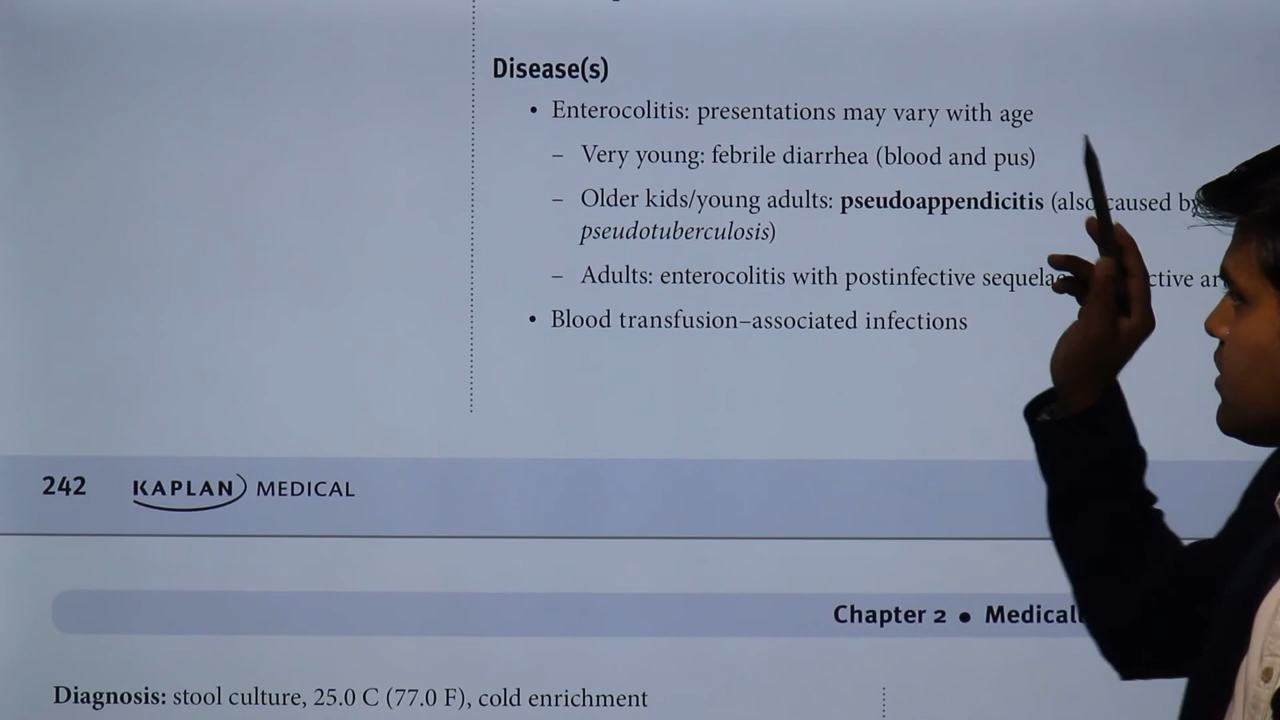 Disease(s)
• Enterocolitis: presentations may vary with age
– Very young: febrile diarrhea (blood and pus)
– Older kids/young adults: pseudoappendicitis (also caused by
pseudotuberculosis)
– Adults: enterocolitis with postinfective
• Blood transfusion–associated infections
242 KAPLAN MEDICAL
Chapter 2 • Medical
Diagnosis: stool culture, 25.0 C (77.0 F), cold enrichment